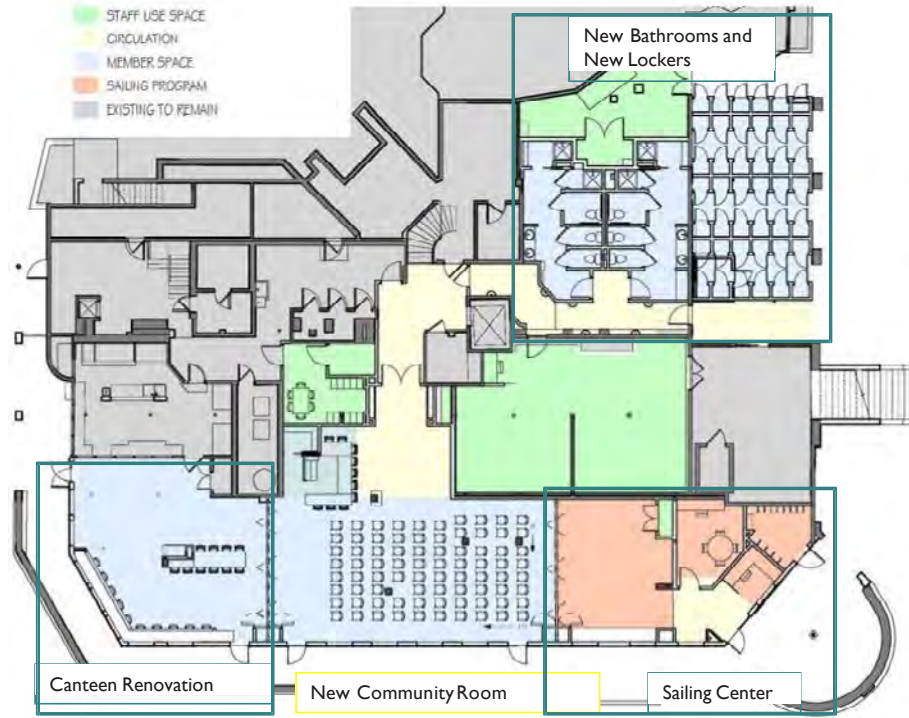 STAFF USE SPACE
CIRCULATION
MEMBER SPACE
SAILING PROGRAM
EXISTING TO REMAIN
New Bathrooms and
New Lockers
Canteen Renovation
New Community Room
Sailing Center